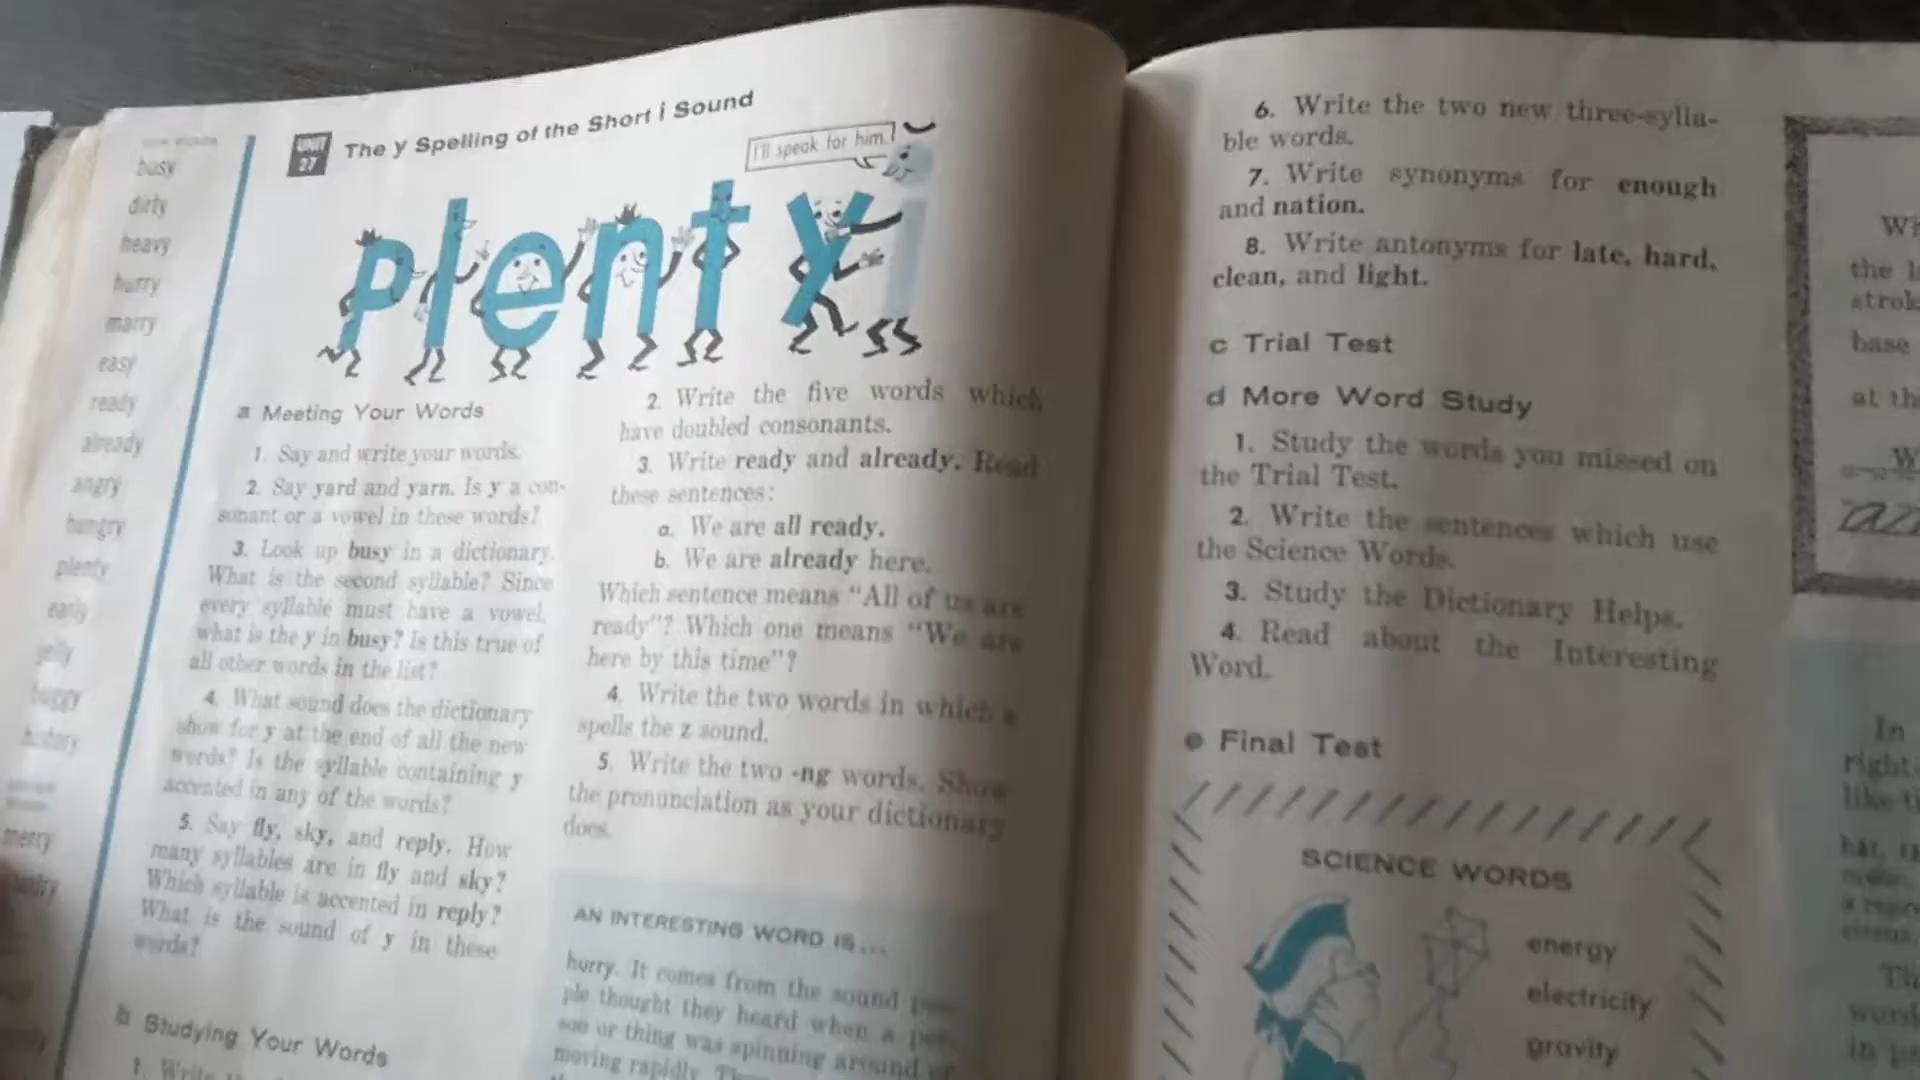 UNIT
27
The y Spelling of the Short i Sound
I'll speak for him.
plenty
busy
dirty
heavy
hurry
marry
easy
ready
already
angry
hungry
plenty
early
jelly
buggy
history
merry
a Meeting Your Words
1. Say and write your words.
2. Say yard and yarn. Is y a con-
sonant or a vowel in these words?
3. Look up busy in a dictionary.
What is the second syllable? Since
every syllable must have a vowel,
what is the y in busy? Is this true of
all other words in the list?
4. What sound does the dictionary
show for y at the end of all the new
words? Is the syllable containing y
accented in any of the words?
5. Say fly, sky, and reply. How
many syllables are in fly and sky?
Which syllable is accented in reply?
What is the sound of y in these
words?
b Studying Your Words
1. Write
2. Write the five words which
have doubled consonants.
3. Write ready and already. Read
these sentences:
a. We are all ready.
b. We are already here.
Which sentence means "All of us are
ready"? Which one means "We are
here by this time"?
4. Write the two words in which s
spells the z sound.
5. Write the two -ng words. Show
the pronunciation as your dictionary
does.
AN INTERESTING WORD IS...
hurry. It comes from the sound peo-
ple thought they heard when a per-
son or thing was spinning around or
moving rapidly.
6. Write the two new three-sylla-
ble words.
7. Write synonyms for enough
and nation.
8. Write antonyms for late, hard,
clean, and light.
c Trial Test
d More Word Study
1. Study the words you missed on
the Trial Test.
2. Write the sentences which use
the Science Words.
3. Study the Dictionary Helps.
4. Read about the Interesting
Word.
e Final Test
SCIENCE WORDS
energy
electricity
gravity
the
base
at
In
right
in